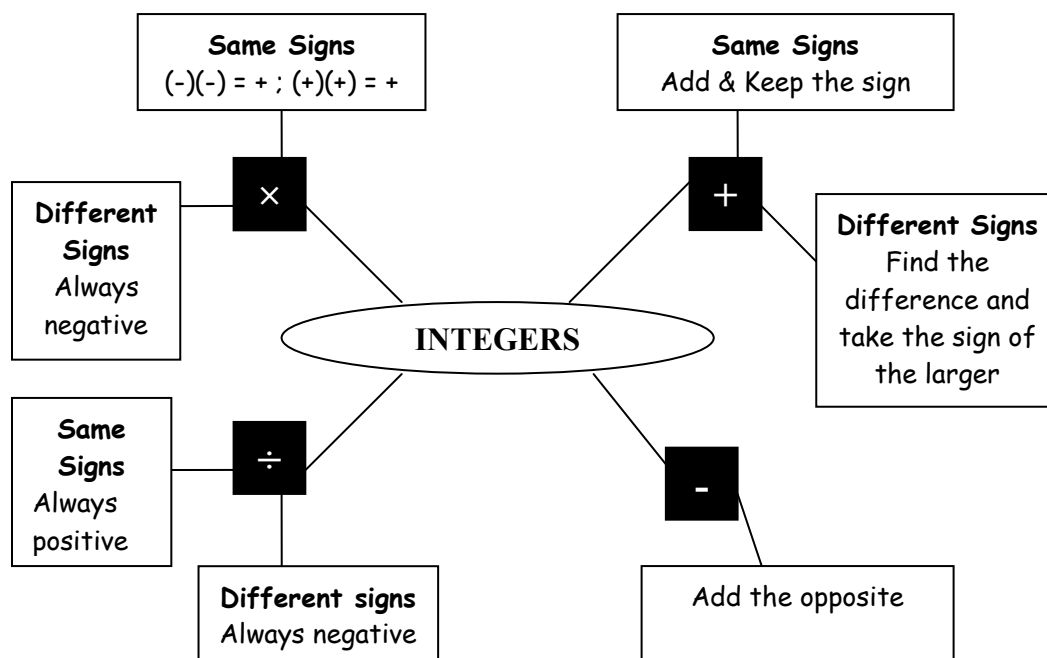 Same Signs
(-)(-) = + ; (+)(+) = +
Same Signs
Add & Keep the sign
×
+
Different
Signs
Always
negative
Different Signs
Find the
difference and
take the sign of
the larger
INTEGERS
Same
Signs
Always
positive
÷
-
Different signs
Always negative
Add the opposite